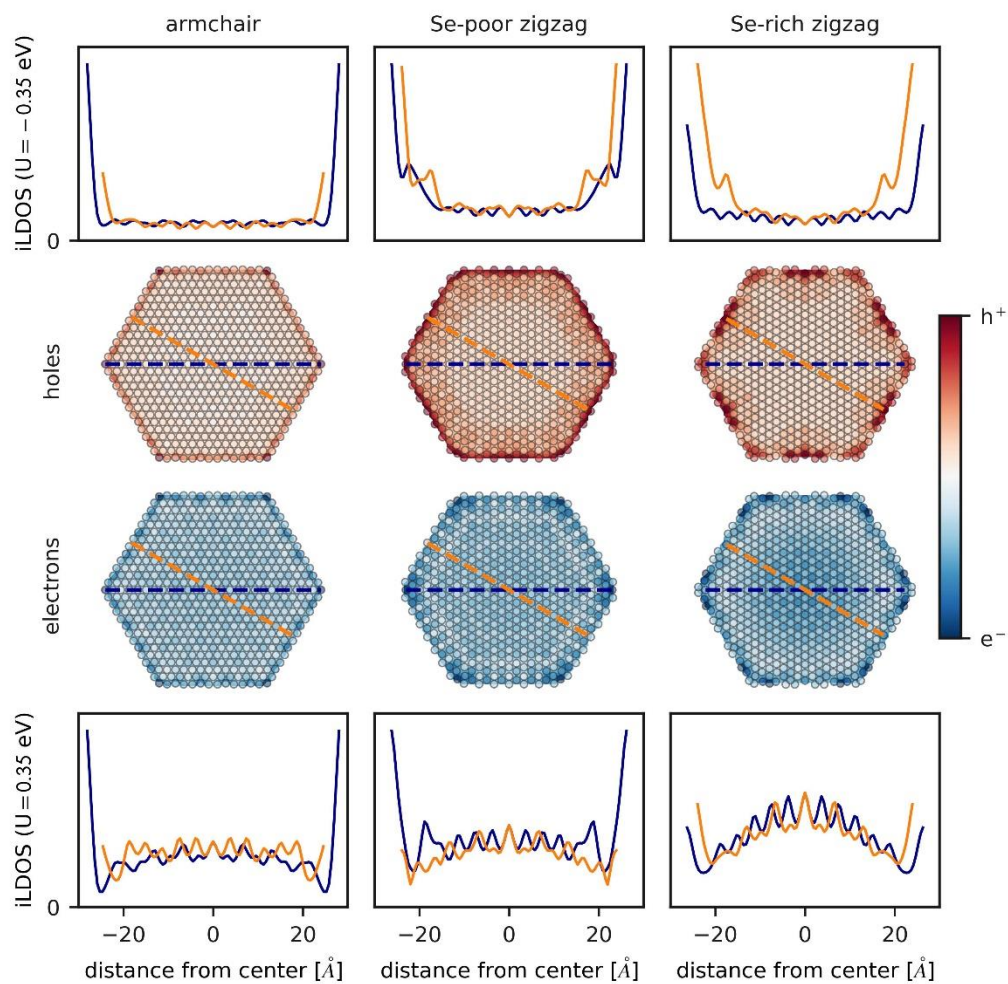 armchair
Se-poor zigzag
Se-rich zigzag
iLDOS (U = −0.35 eV)
0
holes
h⁺
electrons
e⁻
iLDOS (U = 0.35 eV)
0
−20 0 20
−20 0 20
−20 0 20
distance from center [Å]
distance from center [Å]
distance from center [Å]